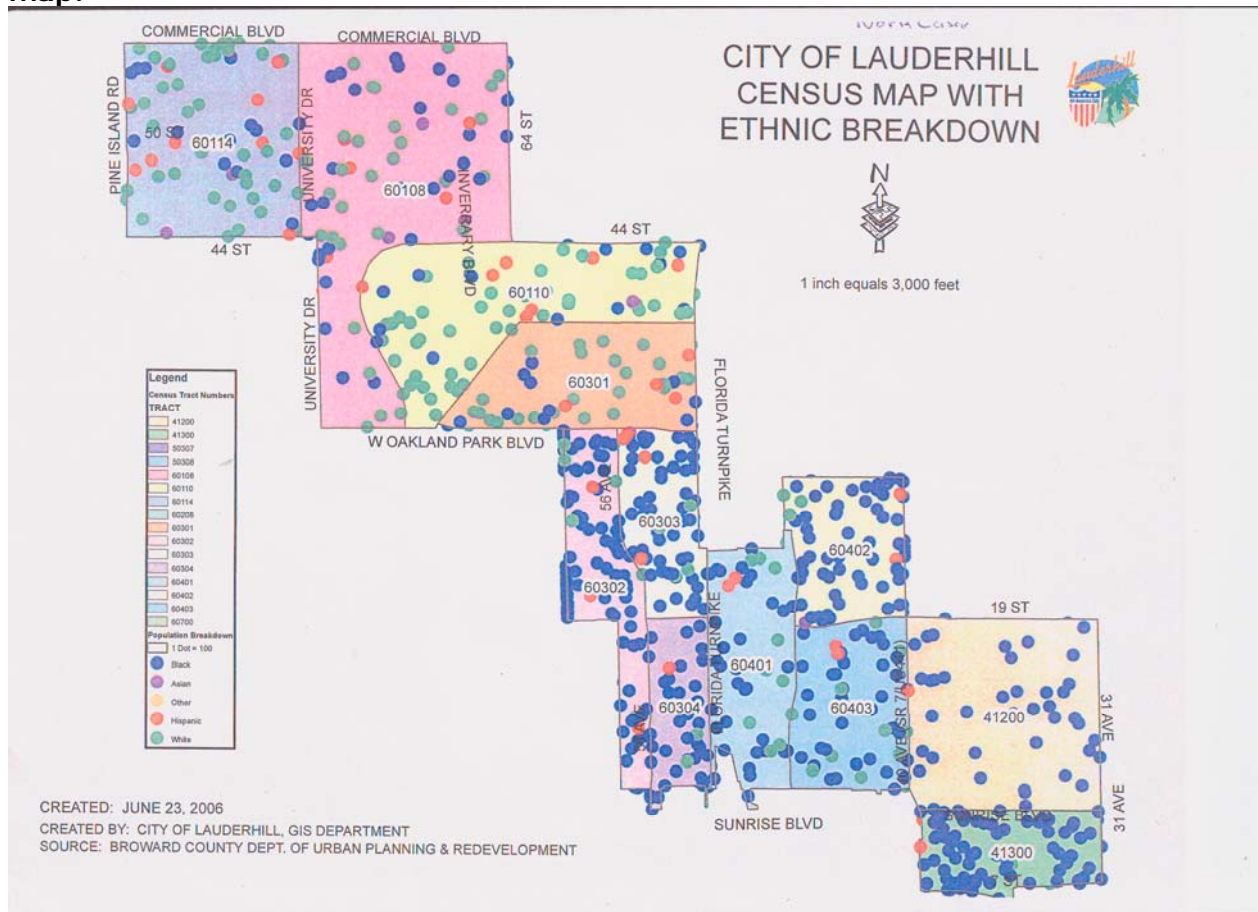 map:
CITY OF LAUDERHILL
CENSUS MAP WITH
ETHNIC BREAKDOWN
Lauderhill
N
1 inch equals 3,000 feet
COMMERCIAL BLVD
COMMERCIAL BLVD
PINE ISLAND RD
50 ST
60114
UNIVERSITY DR
60108
64 ST
INVERRARY BLVD
44 ST
44 ST
60110
UNIVERSITY DR
60301
FLORIDA TURNPIKE
W OAKLAND PARK BLVD
56 AVE
60303
60302
60402
19 ST
FLORIDA TURNPIKE
60401
60304
60403
41200
31 AVE
31 AVE
SUNRISE BLVD
SUNRISE BLVD
41300
Legend
Census Tract Numbers
TRACT
41200
41300
50307
50308
60108
60110
60114
60208
60301
60302
60303
60304
60401
60402
60403
60700
Population Breakdown
1 Dot = 100
Black
Asian
Other
Hispanic
White
CREATED: JUNE 23, 2006
CREATED BY: CITY OF LAUDERHILL, GIS DEPARTMENT
SOURCE: BROWARD COUNTY DEPT. OF URBAN PLANNING & REDEVELOPMENT